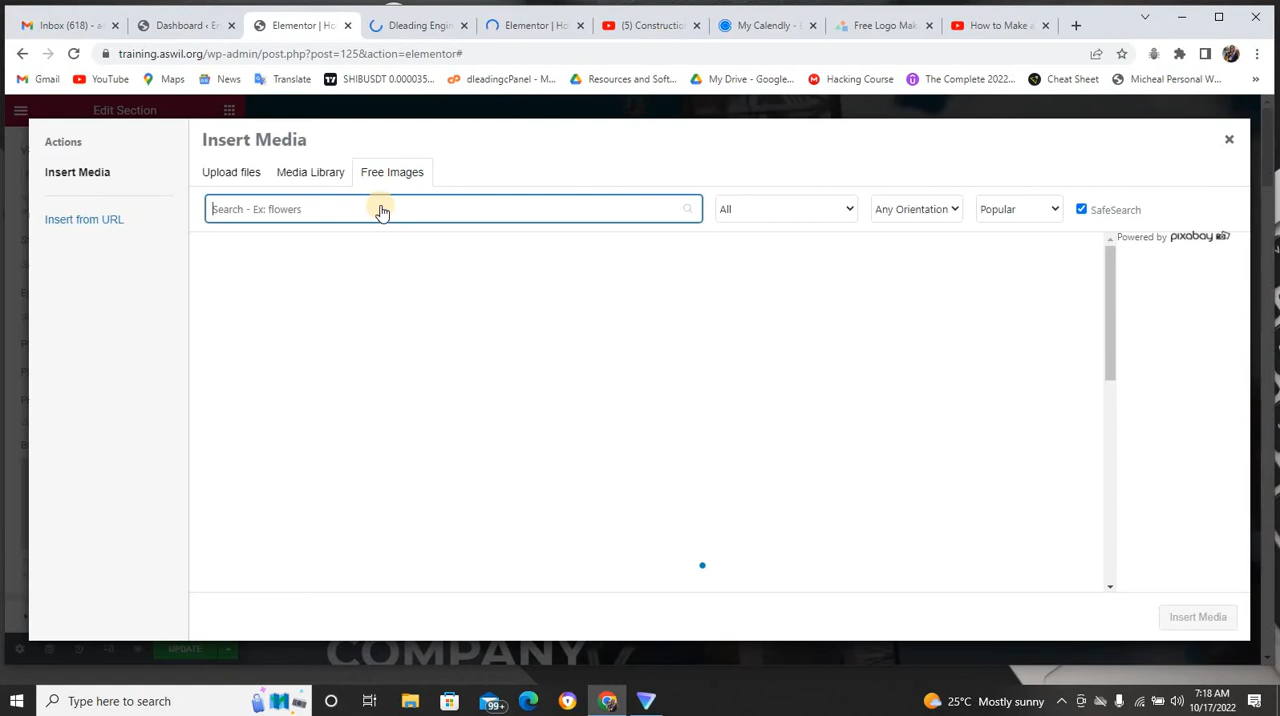 Inbox (618) - a
Dashboard ‹ En
Elementor | Ho
Dleading Engin
Elementor | Ho
(5) Construction
My Calendly - E
Free Logo Mak
How to Make a
training.aswil.org/wp-admin/post.php?post=125&action=elementor#
Gmail
YouTube
Maps
News
Translate
SHIBUSDT 0.000035...
dleadingcPanel - M...
Resources and Soft...
My Drive - Google...
Hacking Course
The Complete 2022...
Cheat Sheet
Micheal Personal W...
»
Edit Section
Actions
Insert Media
Insert from URL
Insert Media
Upload files
Media Library
Free Images
Search - Ex: flowers
All
Any Orientation
Popular
SafeSearch
Powered by pixabay
Insert Media
UPDATE
COMPANY
Type here to search
99+
25°C Mostly sunny
7:18 AM
10/17/2022